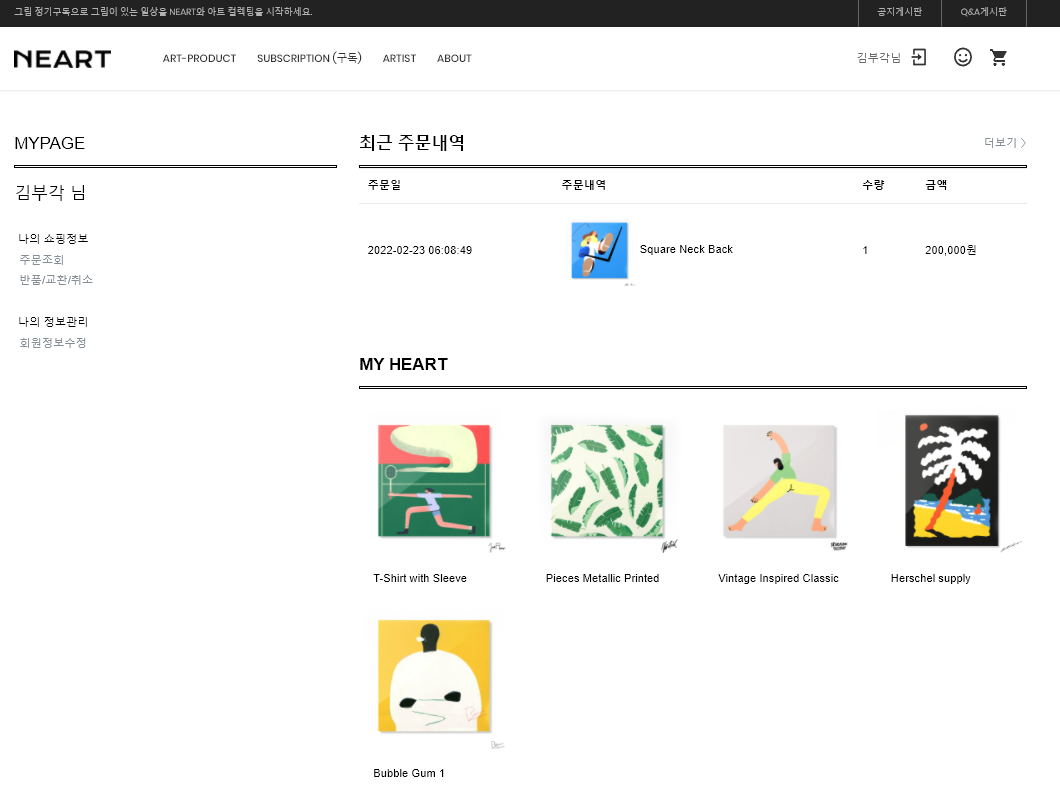 그림 정기구독으로 그림이 있는 일상을 NEART와 아트 컬렉팅을 시작하세요.
공지게시판
Q&A게시판
NEART
ART-PRODUCT
SUBSCRIPTION (구독)
ARTIST
ABOUT
김부각님
MYPAGE
김부각 님
나의 쇼핑정보
주문조회
반품/교환/취소
나의 정보관리
회원정보수정
최근 주문내역
더보기 >
주문일 주문내역 수량 금액
2022-02-23 06:08:49 Square Neck Back 1 200,000원
MY HEART
T-Shirt with Sleeve
Pieces Metallic Printed
Vintage Inspired Classic
Herschel supply
Bubble Gum 1